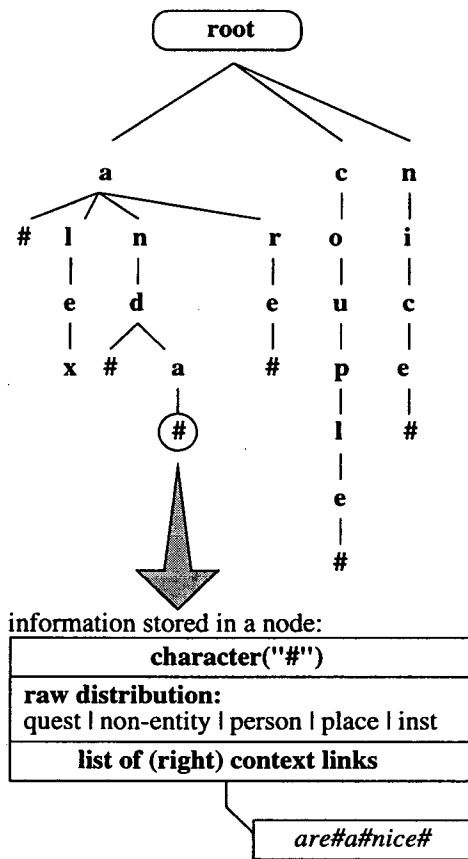 root
a c n
# l n r o i
e d e u c
x # a # p e
# l #
e
#
information stored in a node:
character("#")
raw distribution:
quest | non-entity | person | place | inst
list of (right) context links
are#a#nice#